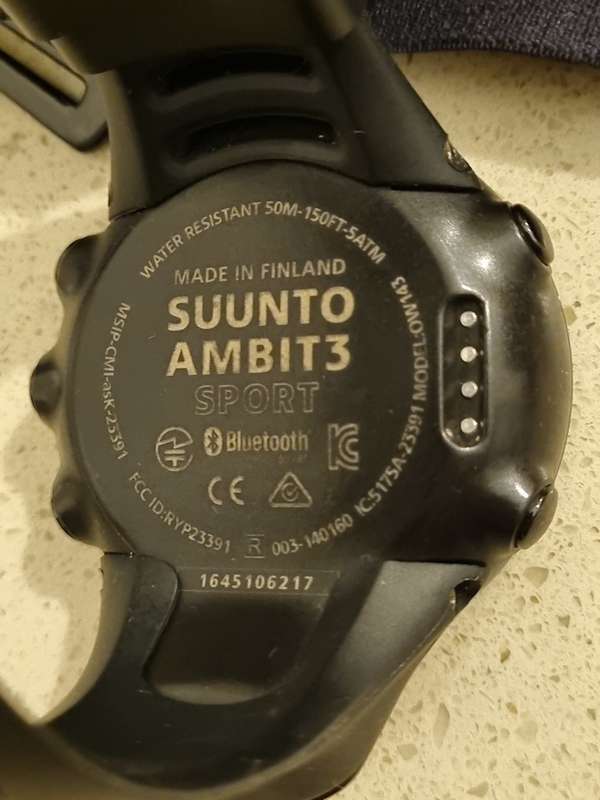 WATER RESISTANT 50M-150FT-5ATM
MADE IN FINLAND
SUUNTO
AMBIT3
SPORT
Bluetooth
CE
MSIP-CMI-asK-23391
FCC ID:RYP23391
R 003-140160
IC:5175A-23391 MODEL:OW143
1645106217